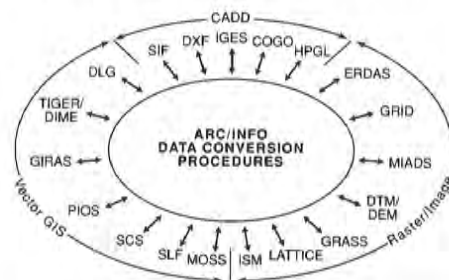 CADD
SIF
DXF
IGES
COGO
HPGL
DLG
ERDAS
TIGER/
DIME
GRID
ARC/INFO
DATA CONVERSION
PROCEDURES
GIRAS
MIADS
PIOS
DTM/
DEM
SCS
GRASS
SLF
MOSS
ISM
LATTICE
Vector GIS
Raster/Image